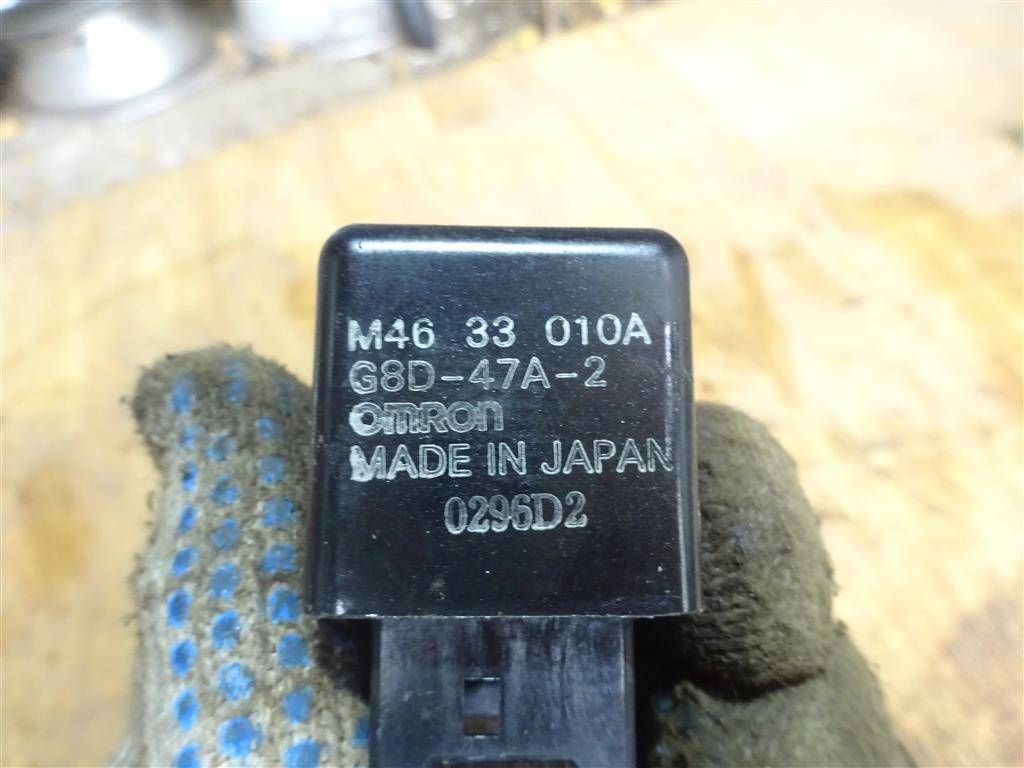 M46 33 010A
G8D-47A-2
omron
MADE IN JAPAN
0296D2